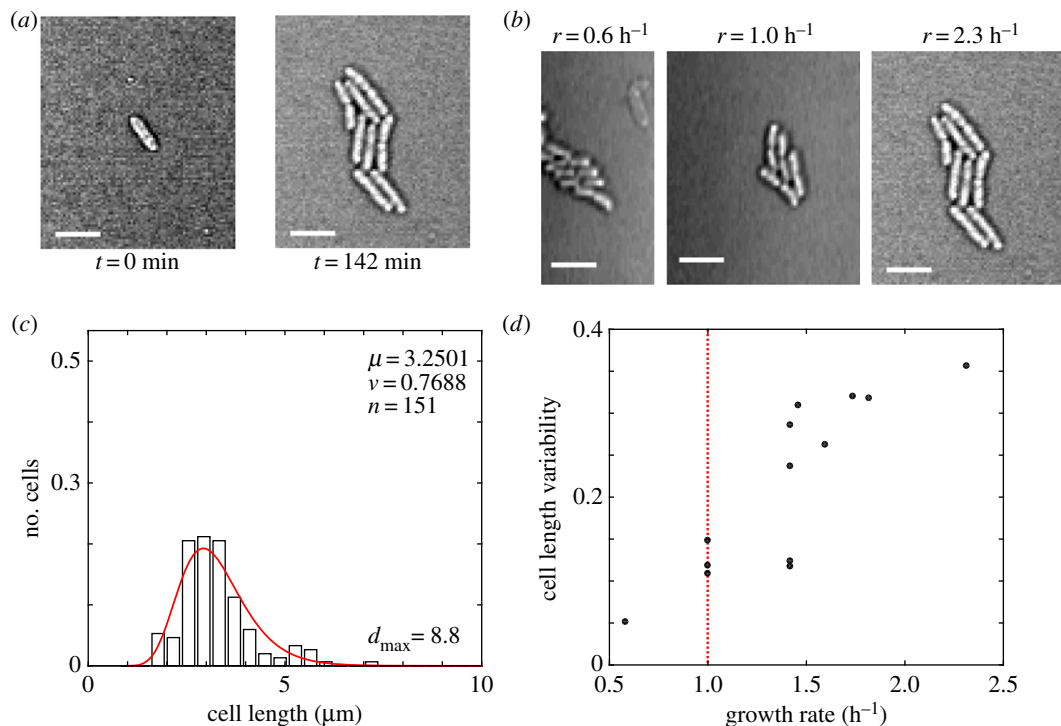 (a)
t = 0 min
t = 142 min
(b)
r = 0.6 h⁻¹
r = 1.0 h⁻¹
r = 2.3 h⁻¹
(c)
0.5
0.3
0
no. cells
μ = 3.2501
v = 0.7688
n = 151
d_max = 8.8
0
5
10
cell length (μm)
(d)
0.4
0.2
0
cell length variability
0.5
1.0
1.5
2.0
2.5
growth rate (h⁻¹)